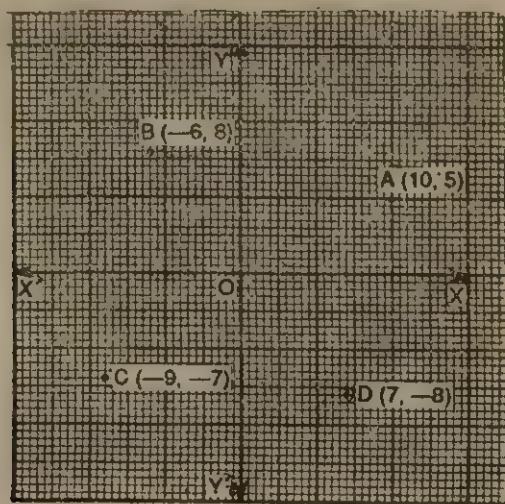 Y
B (—6, 8)
A (10, 5)
X'
O
X
C (—9, —7)
D (7, —8)
Y'